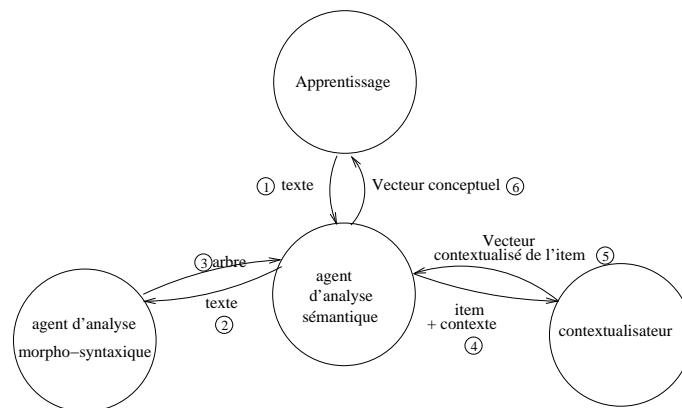 Apprentissage
1 texte
Vecteur conceptuel 6
3 arbre
texte
2
agent d'analyse
morpho-syntaxique
agent
d'analyse
sémantique
Vecteur
contextualisé de l'item 5
item
+ contexte
4
contextualisateur